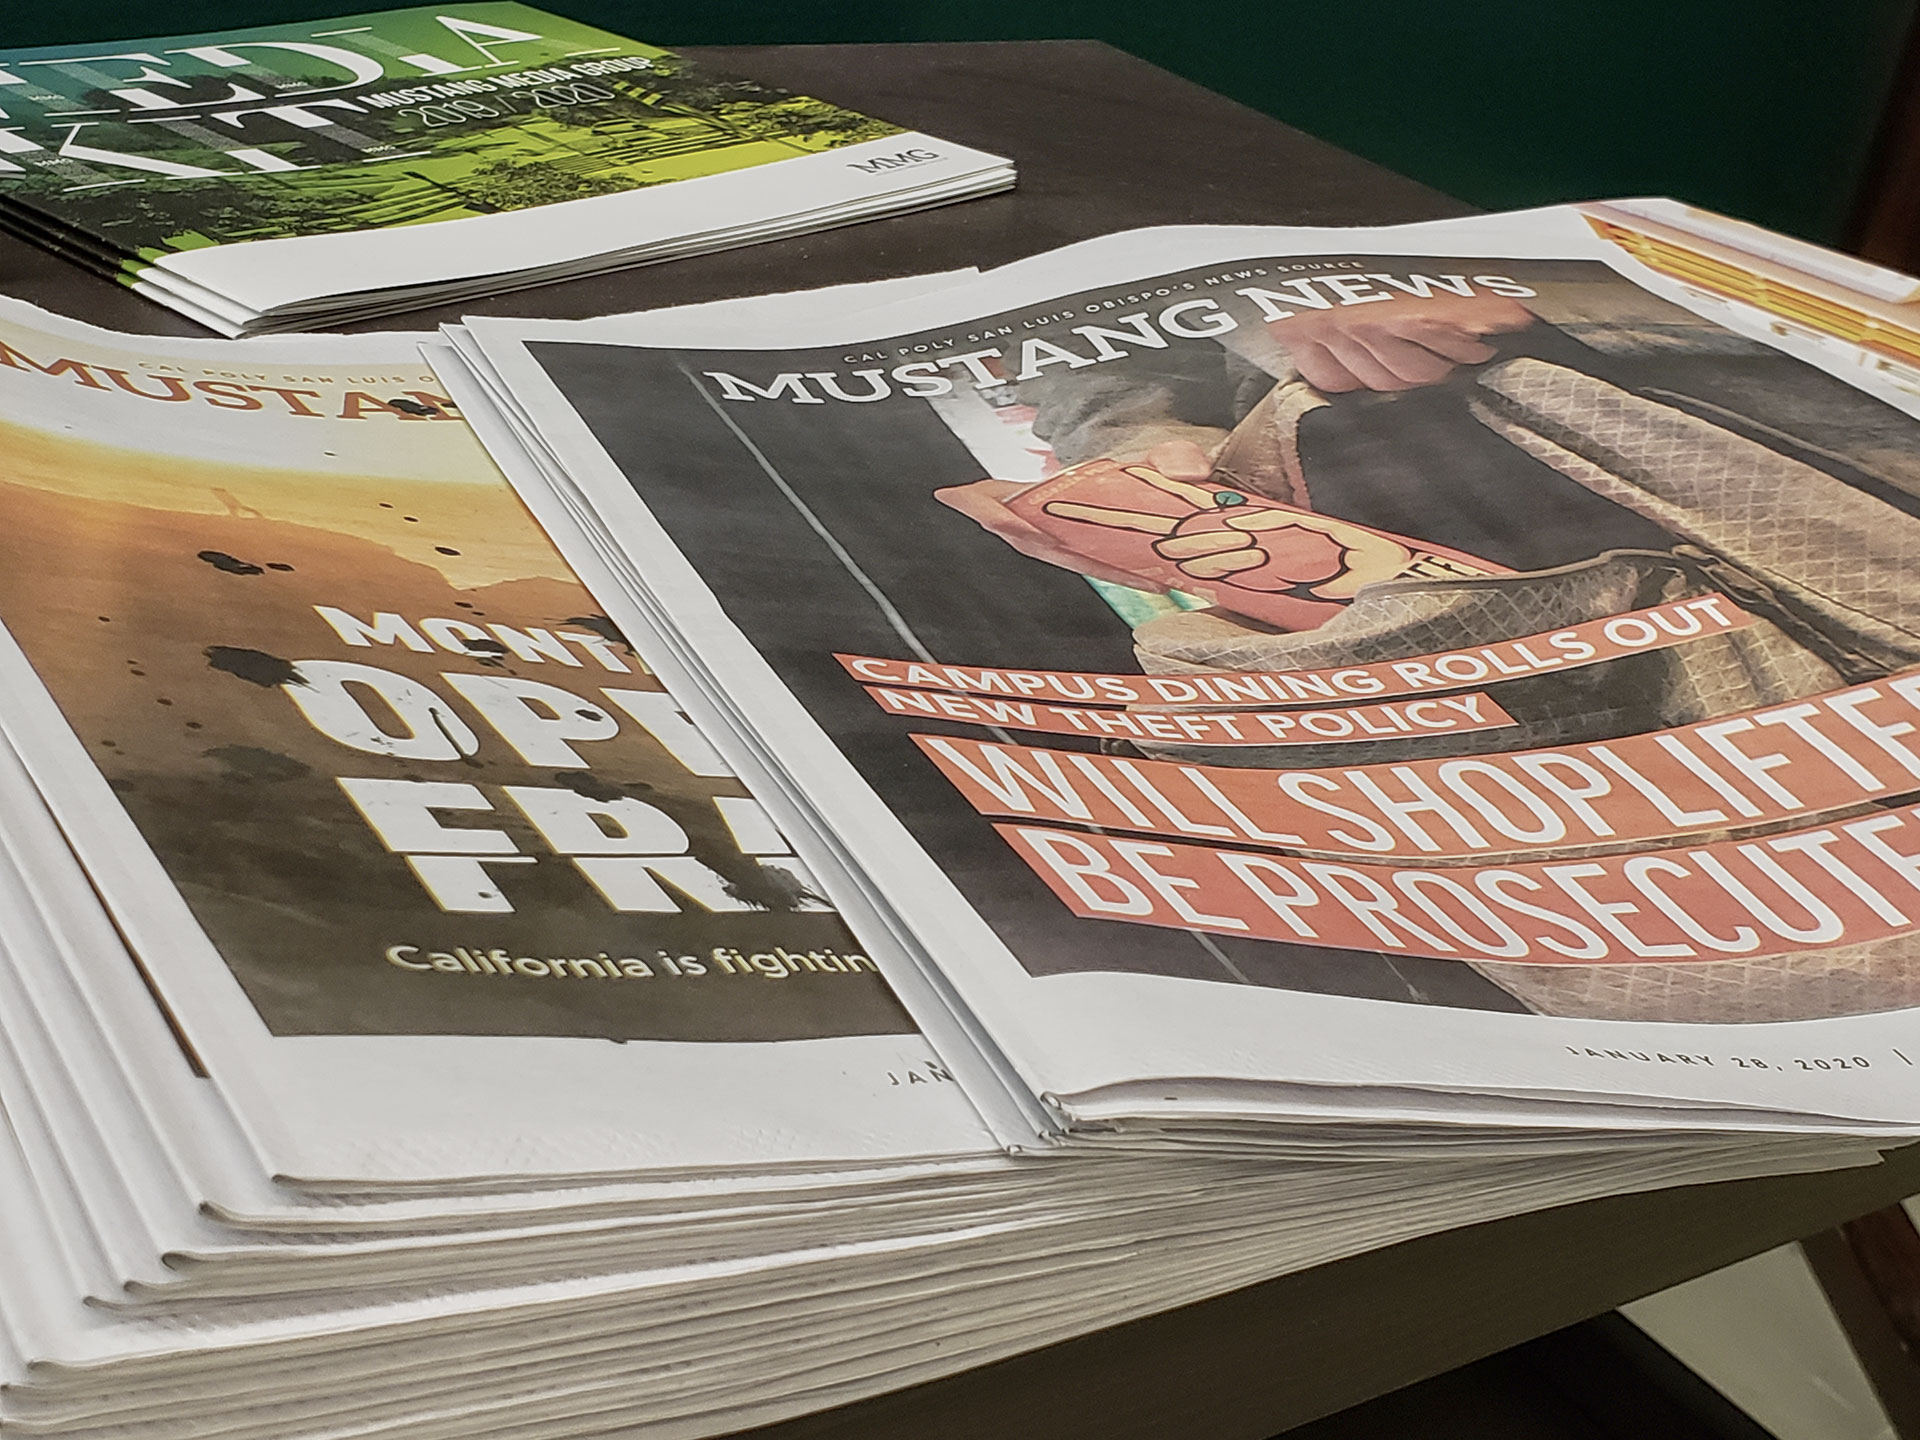 MEDIA
KIT
MUSTANG MEDIA GROUP
2019 / 2020
MMG
CAL POLY SAN LUIS O
MUSTAN
MONT
OPE
FRA
California is fightin
JAN
CAL POLY SAN LUIS OBISPO'S NEWS SOURCE
MUSTANG NEWS
CAMPUS DINING ROLLS OUT
NEW THEFT POLICY
WILL SHOPLIFTE
BE PROSECUTE
JANUARY 28, 2020 |